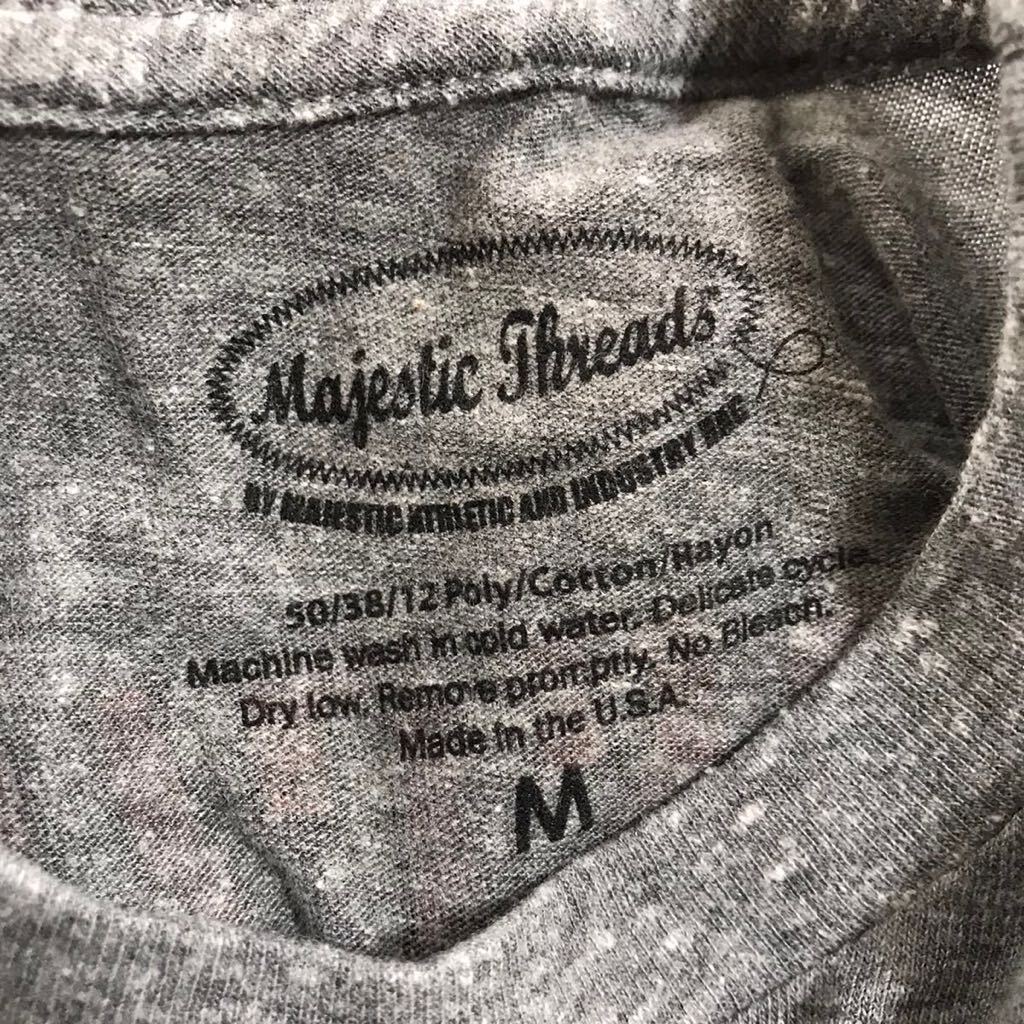 Majestic Threads
BY MAJESTIC ATHLETIC AND INDUSTRY RAG
50/38/12 Poly/Cotton/Rayon
Machine wash in cold water. Delicate cycle.
Dry low. Remove promptly. No Bleach.
Made in the U.S.A.
M